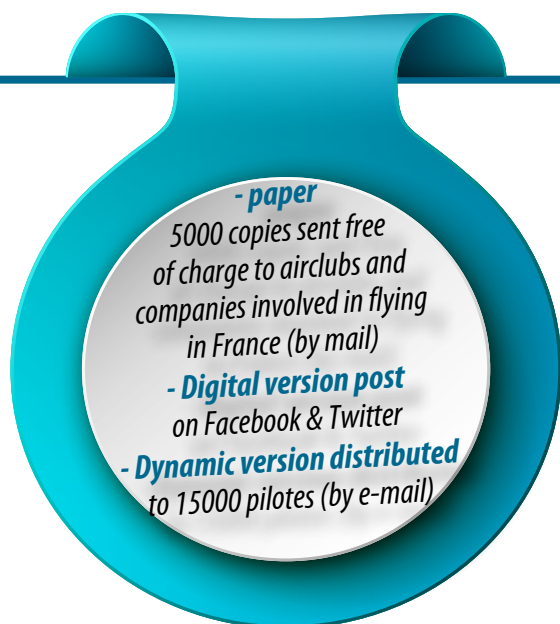 - paper
5000 copies sent free
of charge to airclubs and
companies involved in flying
in France (by mail)
- Digital version post
on Facebook & Twitter
- Dynamic version distributed
to 15000 pilotes (by e-mail)